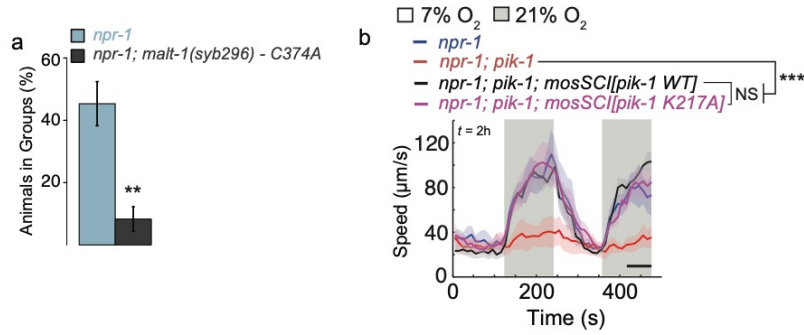 a
npr-1
npr-1; malt-1(syb296) - C374A
Animals in Groups (%)
60
40
20
**
7% O₂ 21% O₂
b
npr-1
npr-1; pik-1
npr-1; pik-1; mosSCI[pik-1 WT]
npr-1; pik-1; mosSCI[pik-1 K217A]
NS
***
t = 2h
Speed (µm/s)
120
80
40
0
0 200 400
Time (s)